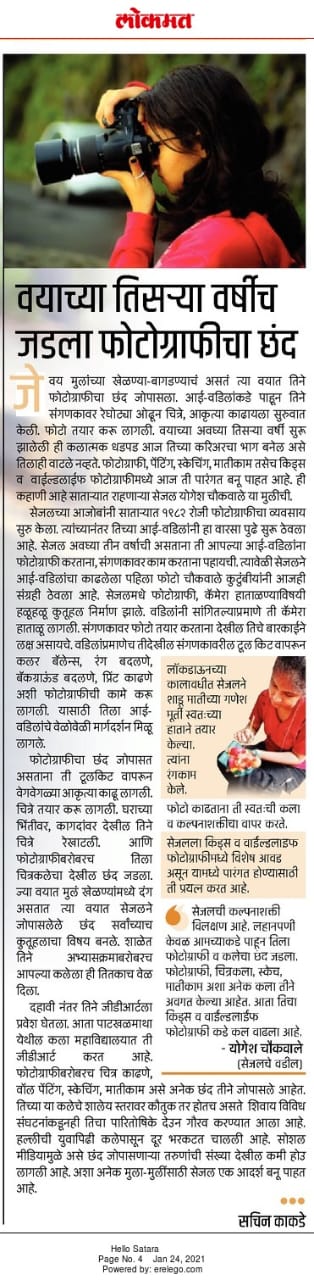 लोकमत
वयाच्या तिसऱ्या वर्षीच
जडला फोटोग्राफीचा छंद
जे वय मुलांच्या खेळण्या-बागडण्याचं असतं त्या वयात तिने
फोटोग्राफीचा छंद जोपासला. आई-वडिलांकडे पाहून तिने
संगणकावर रेघोट्या ओढून चित्रे, आकृत्या काढायला सुरुवात
केली. फोटो तयार करू लागली. वयाच्या अवघ्या तिसऱ्या वर्षी सुरू
झालेली ही कलात्मक धडपड आज तिच्या करिअरचा भाग बनेल असे
तिलाही वाटले नव्हते. फोटोग्राफी, पेंटिंग, स्केचिंग, मातीकाम तसेच किड्स
व वाईल्डलाईफ फोटोग्राफीमध्ये आज ती पारंगत बनू पाहत आहे. ही
कहाणी आहे साताऱ्यात राहणाऱ्या सेजल योगेश चौकवाले या मुलीची.
सेजलच्या आजोबांनी साताऱ्यात १९८२ रोजी फोटोग्राफीचा व्यवसाय
सुरु केला. त्यांच्यानंतर तिच्या आई-वडिलांनी हा वारसा पुढे सुरू ठेवला
आहे. सेजल अवघ्या तीन वर्षाची असताना ती आपल्या आई-वडिलांना
फोटोग्राफी करताना, संगणकावर काम करताना पहायची. त्यावेळी सेजलने
आई-वडिलांचा काढलेला पहिला फोटो चौकवाले कुटुंबीयांनी आजही
संग्रही ठेवला आहे. सेजलमधे फोटोग्राफी, कॅमेरा हाताळण्याविषयी
हळूहळू कुतूहल निर्माण झाले. वडिलांनी सांगितल्याप्रमाणे ती कॅमेरा
हाताळू लागली. संगणकावर फोटो तयार करताना देखील तिचे बारकाईने
लक्ष असायचे. वडिलांप्रमाणेच तीदेखील संगणकावरील टूल किट वापरून
कलर बॅलेन्स, रंग बदलणे,
बॅकग्राऊंड बदलणे, प्रिंट काढणे
अशी फोटोग्राफीची कामे करू
लागली. यासाठी तिला आई-
वडिलांचे वेळोवेळी मार्गदर्शन मिळू
लागले.
फोटोग्राफीचा छंद जोपासत
असताना ती टूलकिट वापरून
वेगवेगळ्या आकृत्या काढू लागली.
चित्रे तयार करू लागली. घराच्या
भिंतीवर, कागदांवर देखील तिने
चित्रे रेखाटली. आणि
फोटोग्राफीबरोबरच तिला
चित्रकलेचा देखील छंद जडला.
ज्या वयात मुलं खेळण्यांमध्ये दंग
असतात त्या वयात सेजलने
जोपासलेले छंद सर्वांच्याच
कुतूहलाचा विषय बनले. शाळेत
तिने अभ्यासक्रमाबरोबरच
आपल्या कलेला ही तितकाच वेळ
दिला.
दहावी नंतर तिने जीडीआर्टला
प्रवेश घेतला. आता पाटखळमाथा
येथील कला महाविद्यालयात ती
जीडीआर्ट करत आहे.
फोटोग्राफीबरोबरच चित्र काढणे,
वॉल पेंटिंग, स्केचिंग, मातीकाम असे अनेक छंद तीने जोपासले आहेत.
तिच्या या कलेचे शालेय स्तरावर कौतुक तर होतच असते शिवाय विविध
संघटनांकडूनही तिचा पारितोषिके देउन गौरव करण्यात आला आहे.
हल्लीची युवापिढी कलेपासून दूर भरकटत चालली आहे. सोशल
मीडियामुळे असे छंद जोपासणाऱ्या तरुणांची संख्या देखील कमी होउ
लागली आहे. अशा अनेक मुला-मुलींसाठी सेजल एक आदर्श बनू पाहत
आहे.
सचिन काकडे
लॉकडाऊनच्या
कालावधीत सेजलने
शाडू मातीच्या गणेश
मूर्ती स्वतःच्या
हाताने तयार
केल्या.
त्यांना
रंगकाम
केले.
फोटो काढताना ती स्वतःची कला
व कल्पनाशक्तीचा वापर करते.
सेजलला किड्स व वाईल्डलाइफ
फोटोग्राफीमध्ये विशेष आवड
असून यामध्ये पारंगत होण्यासाठी
ती प्रयत्न करत आहे.
सेजलची कल्पनाशक्ती
विलक्षण आहे. लहानपणी
केवळ आमच्याकडे पाहून तिला
फोटोग्राफी व कलेचा छंद जडला.
फोटोग्राफी, चित्रकला, स्केच,
मातीकाम अशा अनेक कला तीने
अवगत केल्या आहेत. आता तिचा
किड्स व वाईल्डलाईफ
फोटोग्राफी कडे कल वाढला आहे.
- योगेश चौकवाले
(सेजलचे वडील)
Hello Satara
Page No. 4 Jan 24, 2021
Powered by: erelego.com